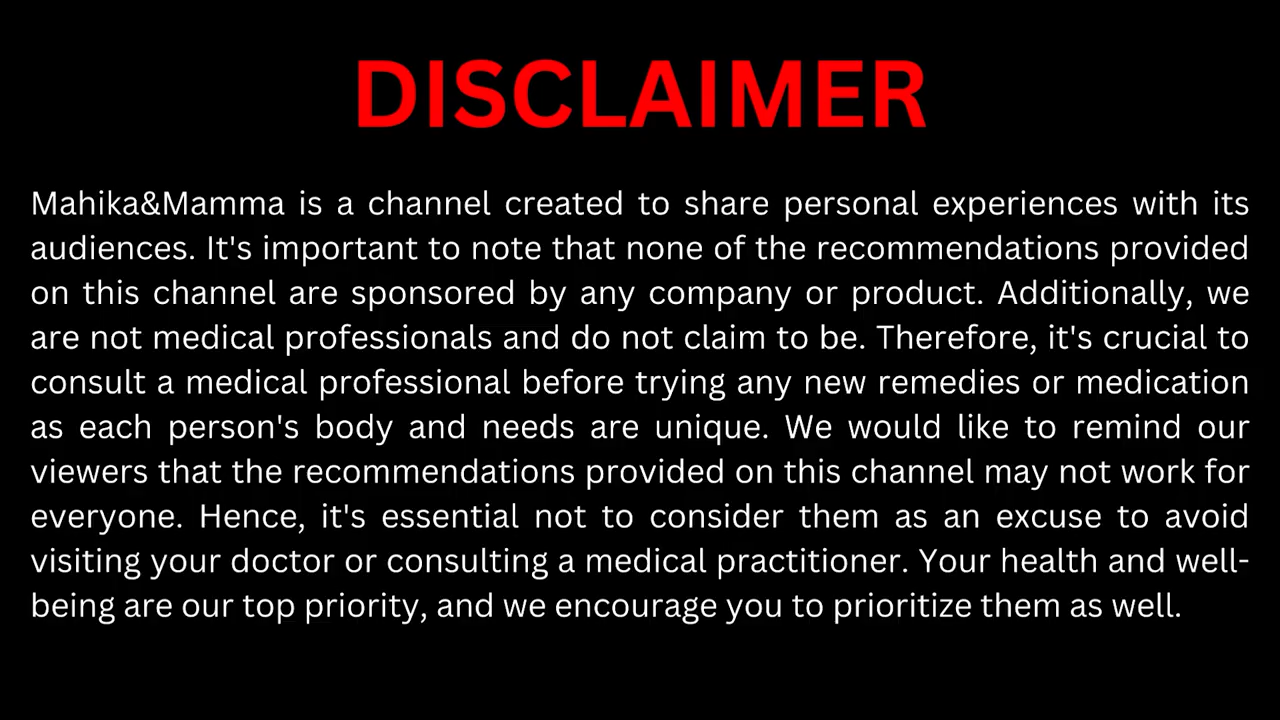 DISCLAIMER
Mahika&Mamma is a channel created to share personal experiences with its
audiences. It's important to note that none of the recommendations provided
on this channel are sponsored by any company or product. Additionally, we
are not medical professionals and do not claim to be. Therefore, it's crucial to
consult a medical professional before trying any new remedies or medication
as each person's body and needs are unique. We would like to remind our
viewers that the recommendations provided on this channel may not work for
everyone. Hence, it's essential not to consider them as an excuse to avoid
visiting your doctor or consulting a medical practitioner. Your health and well-
being are our top priority, and we encourage you to prioritize them as well.